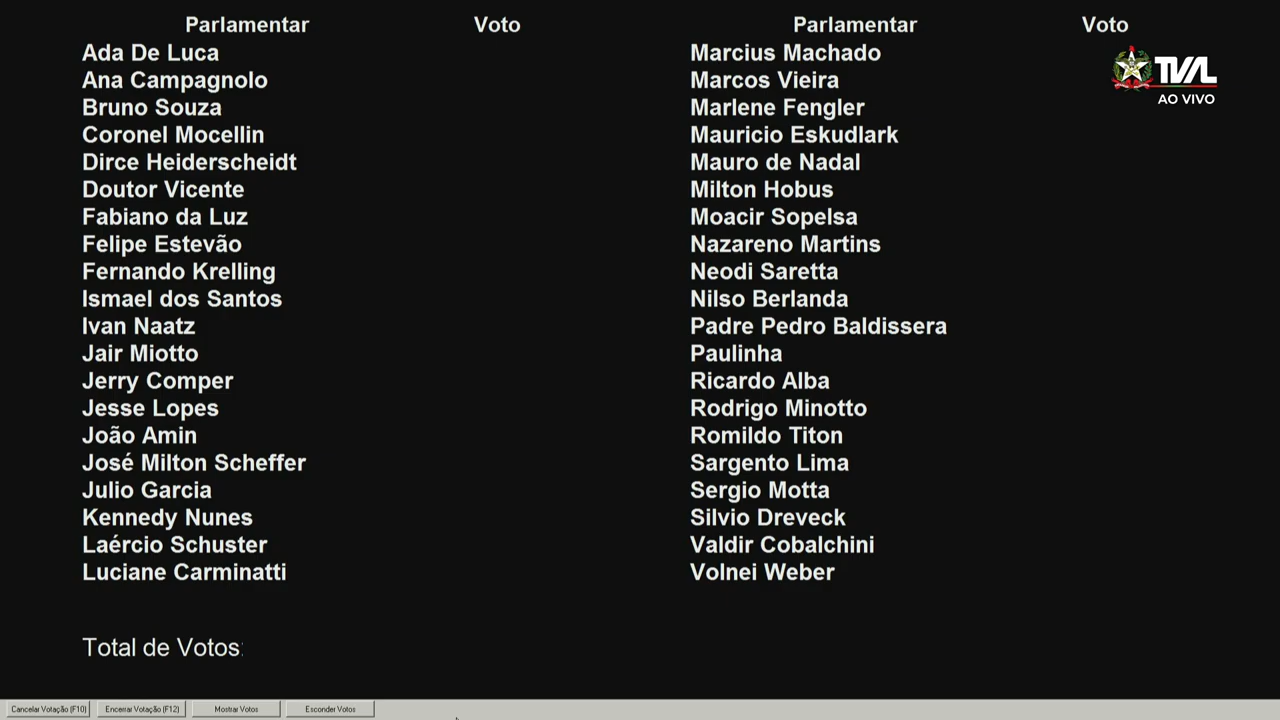 Parlamentar Voto
Ada De Luca
Ana Campagnolo
Bruno Souza
Coronel Mocellin
Dirce Heiderscheidt
Doutor Vicente
Fabiano da Luz
Felipe Estevão
Fernando Krelling
Ismael dos Santos
Ivan Naatz
Jair Miotto
Jerry Comper
Jesse Lopes
João Amin
José Milton Scheffer
Julio Garcia
Kennedy Nunes
Laércio Schuster
Luciane Carminatti
Parlamentar Voto
Marcius Machado
Marcos Vieira
Marlene Fengler
Mauricio Eskudlark
Mauro de Nadal
Milton Hobus
Moacir Sopelsa
Nazareno Martins
Neodi Saretta
Nilso Berlanda
Padre Pedro Baldissera
Paulinha
Ricardo Alba
Rodrigo Minotto
Romildo Titon
Sargento Lima
Sergio Motta
Silvio Dreveck
Valdir Cobalchini
Volnei Weber
TVAL
AO VIVO
Total de Votos:
Cancelar Votação (F10) Encerrar Votação (F12) Mostrar Votos Esconder Votos